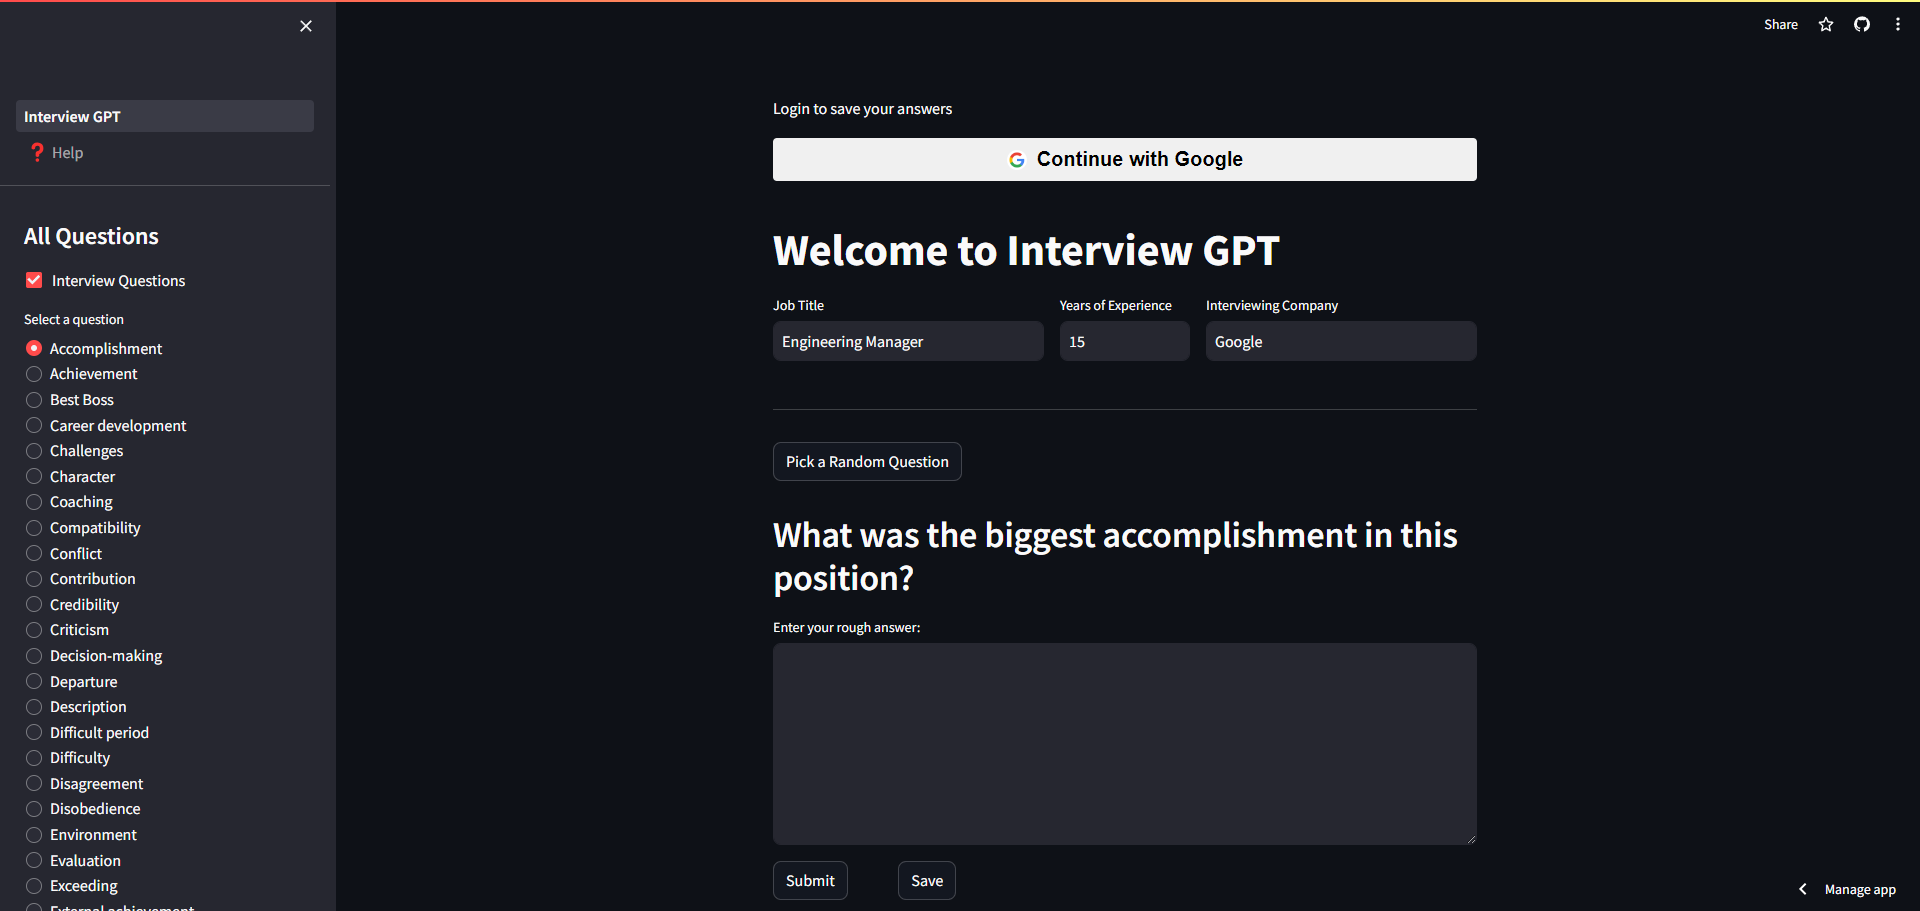 Share
Interview GPT
❓ Help
All Questions
Interview Questions
Select a question
Accomplishment
Achievement
Best Boss
Career development
Challenges
Character
Coaching
Compatibility
Conflict
Contribution
Credibility
Criticism
Decision-making
Departure
Description
Difficult period
Difficulty
Disagreement
Disobedience
Environment
Evaluation
Exceeding
External achievement
Login to save your answers
Continue with Google
Welcome to Interview GPT
Job Title Years of Experience Interviewing Company
Engineering Manager 15 Google
Pick a Random Question
What was the biggest accomplishment in this
position?
Enter your rough answer:
Submit Save
Manage app